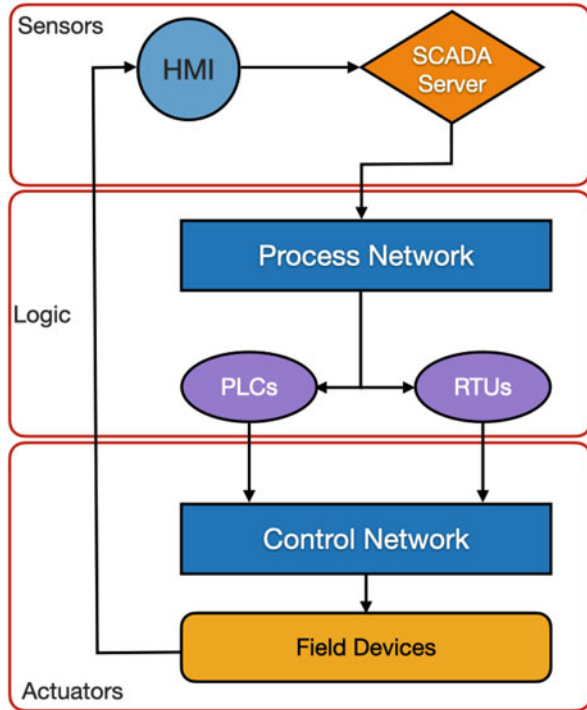 Sensors
HMI
SCADA
Server
Process Network
Logic
PLCs
RTUs
Control Network
Field Devices
Actuators